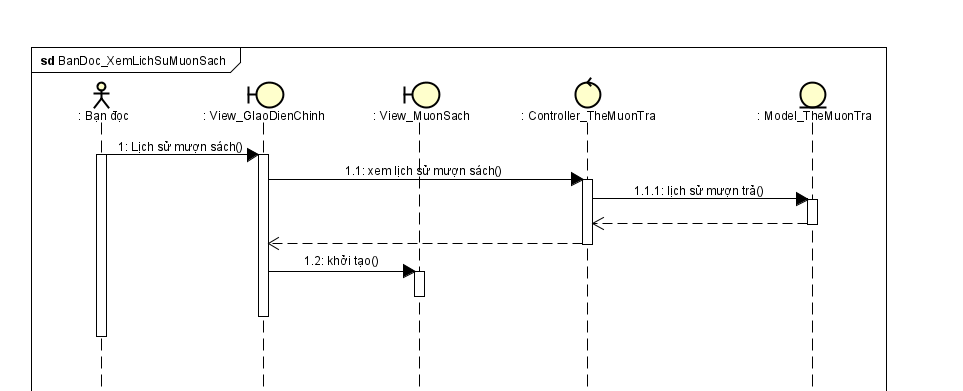 sd BanDoc_XemLichSuMuonSach
: Bạn đọc
: View_GiaoDienChinh
: View_MuonSach
: Controller_TheMuonTra
: Model_TheMuonTra
1: Lịch sử mượn sách()
1.1: xem lịch sử mượn sách()
1.1.1: lịch sử mượn trả()
1.2: khởi tạo()